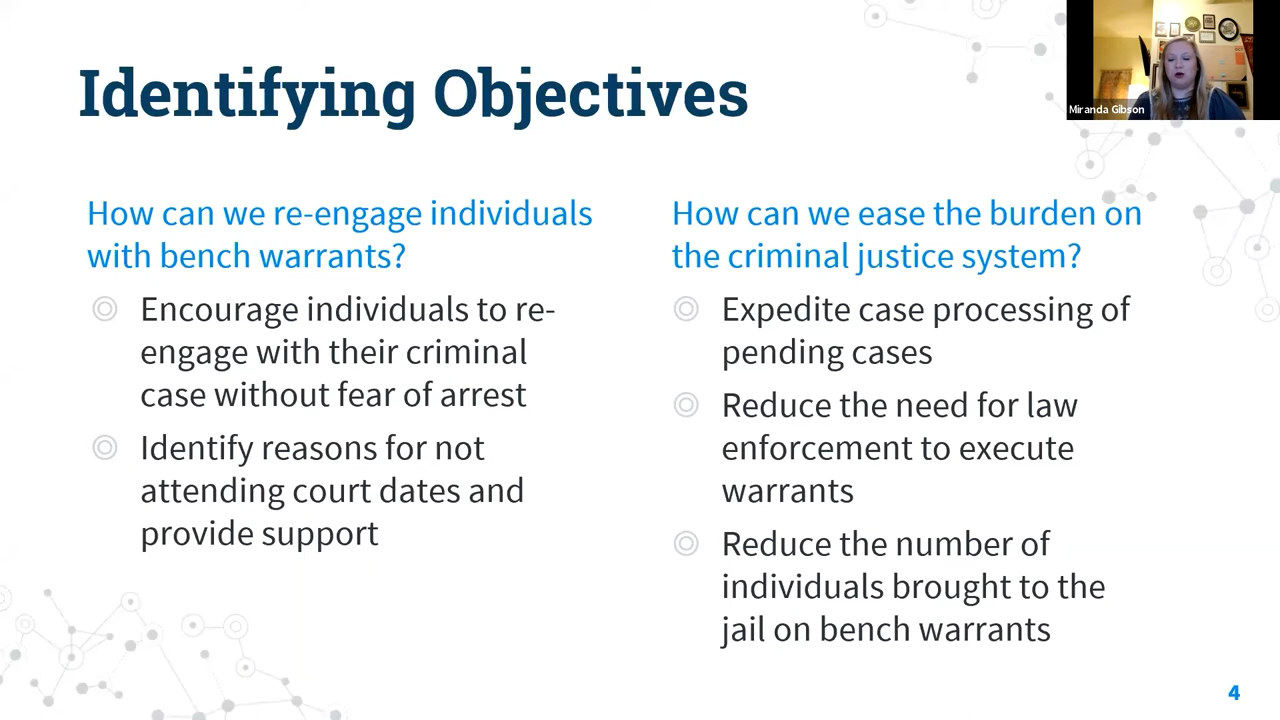 Identifying Objectives
Miranda Gibson
How can we re-engage individuals
with bench warrants?
Encourage individuals to re-
engage with their criminal
case without fear of arrest
Identify reasons for not
attending court dates and
provide support
How can we ease the burden on
the criminal justice system?
Expedite case processing of
pending cases
Reduce the need for law
enforcement to execute
warrants
Reduce the number of
individuals brought to the
jail on bench warrants
4